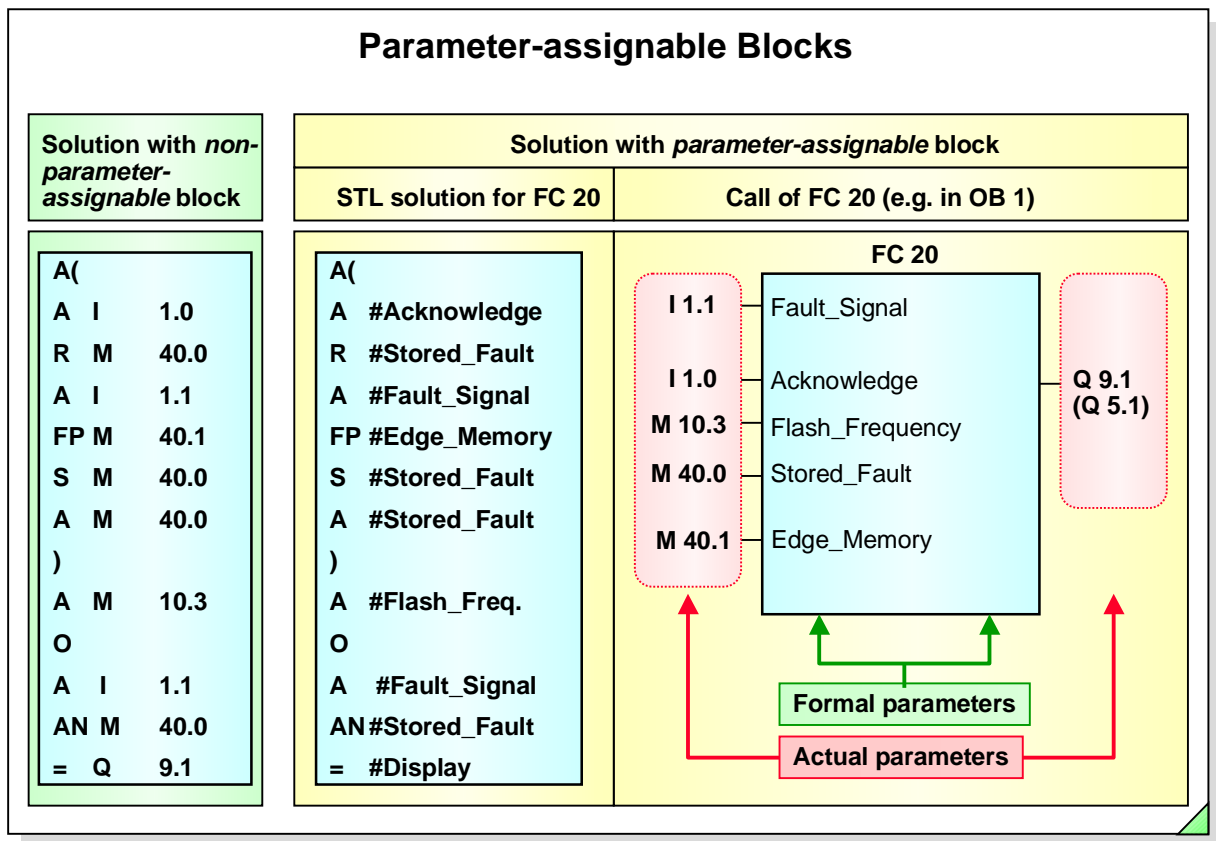 Parameter-assignable Blocks
Solution with non-
parameter-
assignable block
Solution with parameter-assignable block
STL solution for FC 20
Call of FC 20 (e.g. in OB 1)
A(
A I 1.0
R M 40.0
A I 1.1
FP M 40.1
S M 40.0
A M 40.0
)
A M 10.3
O
A I 1.1
AN M 40.0
= Q 9.1
A(
A #Acknowledge
R #Stored_Fault
A #Fault_Signal
FP #Edge_Memory
S #Stored_Fault
A #Stored_Fault
)
A #Flash_Freq.
O
A #Fault_Signal
AN #Stored_Fault
= #Display
FC 20
I 1.1 Fault_Signal
I 1.0 Acknowledge
M 10.3 Flash_Frequency
M 40.0 Stored_Fault
M 40.1 Edge_Memory
Q 9.1
(Q 5.1)
Formal parameters
Actual parameters